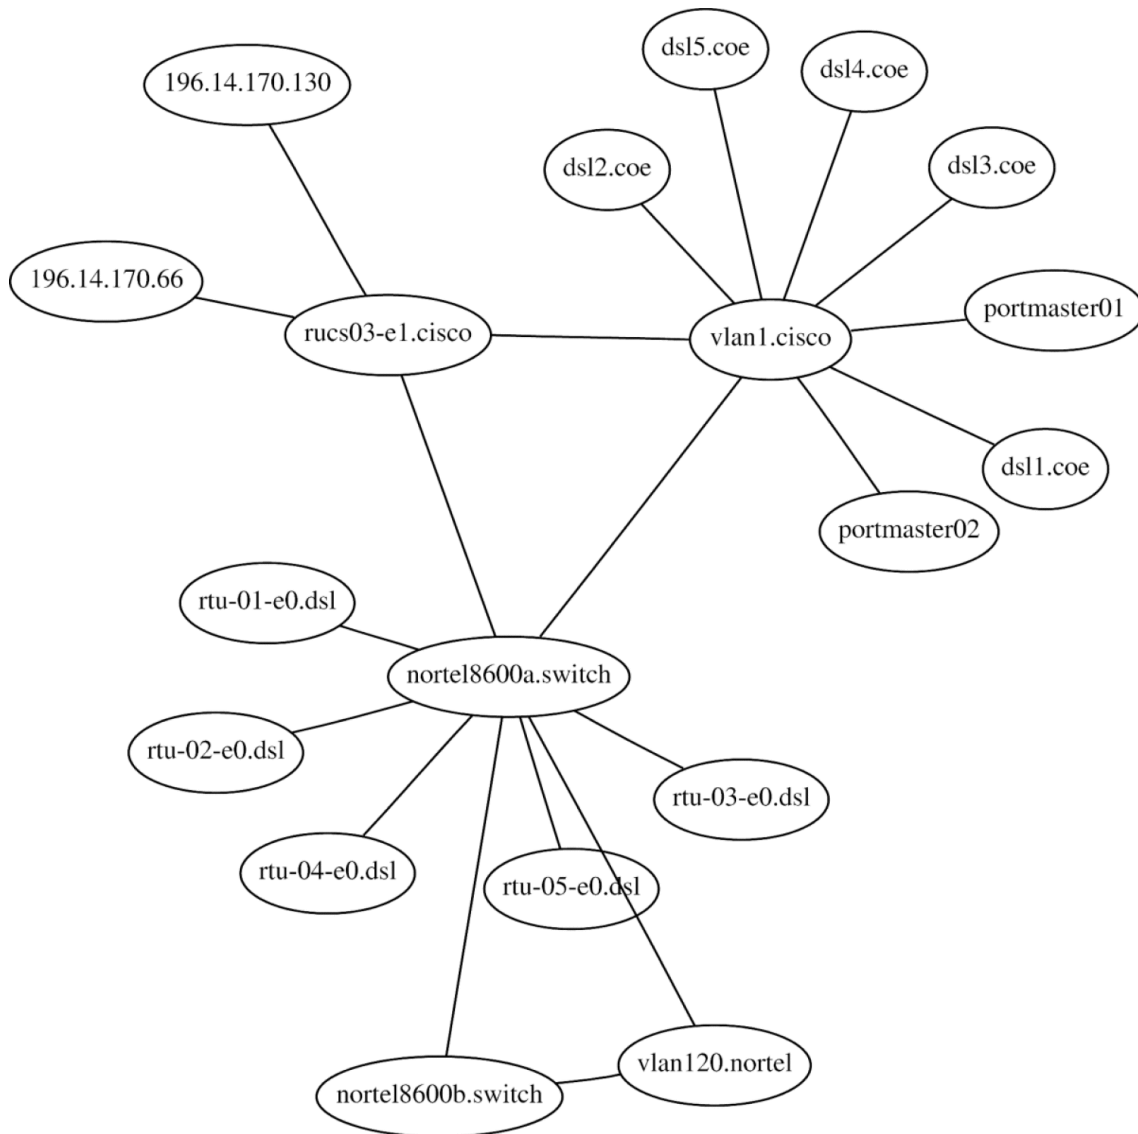 dsl5.coe
dsl4.coe
196.14.170.130
dsl2.coe
dsl3.coe
196.14.170.66
portmaster01
rucs03-e1.cisco
vlan1.cisco
dsl1.coe
portmaster02
rtu-01-e0.dsl
nortel8600a.switch
rtu-02-e0.dsl
rtu-03-e0.dsl
rtu-04-e0.dsl
rtu-05-e0.dsl
vlan120.nortel
nortel8600b.switch